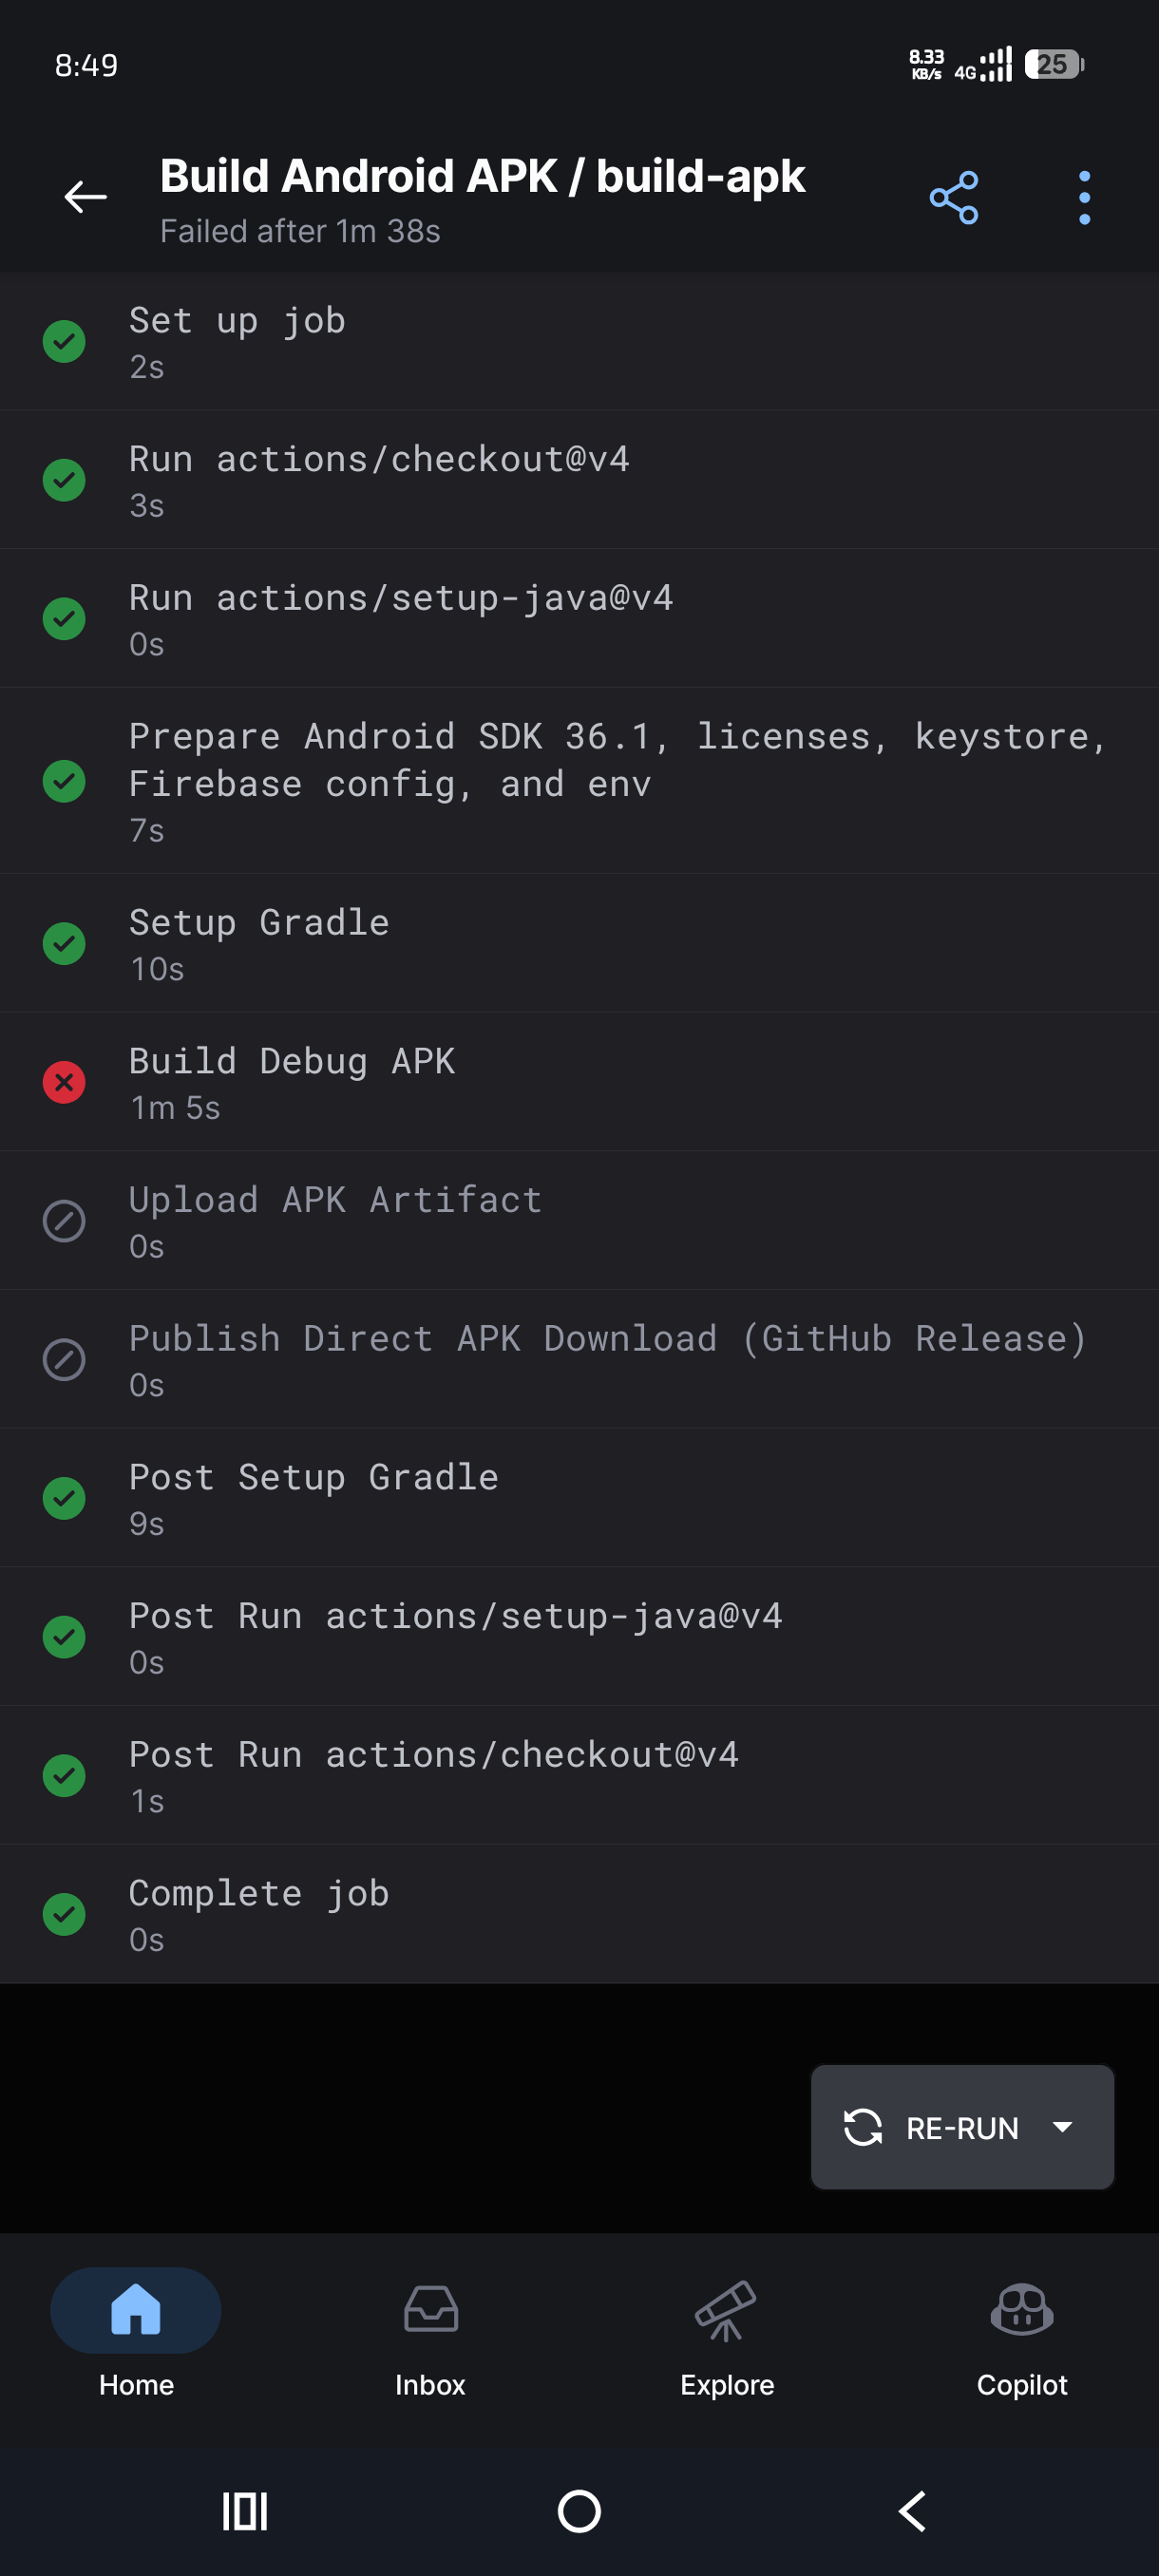 8:49
8.33
KB/s
4G
25
Build Android APK / build-apk
Failed after 1m 38s
Set up job
2s
Run actions/checkout@v4
3s
Run actions/setup-java@v4
0s
Prepare Android SDK 36.1, licenses, keystore,
Firebase config, and env
7s
Setup Gradle
10s
Build Debug APK
1m 5s
Upload APK Artifact
0s
Publish Direct APK Download (GitHub Release)
0s
Post Setup Gradle
9s
Post Run actions/setup-java@v4
0s
Post Run actions/checkout@v4
1s
Complete job
0s
RE-RUN
Home
Inbox
Explore
Copilot